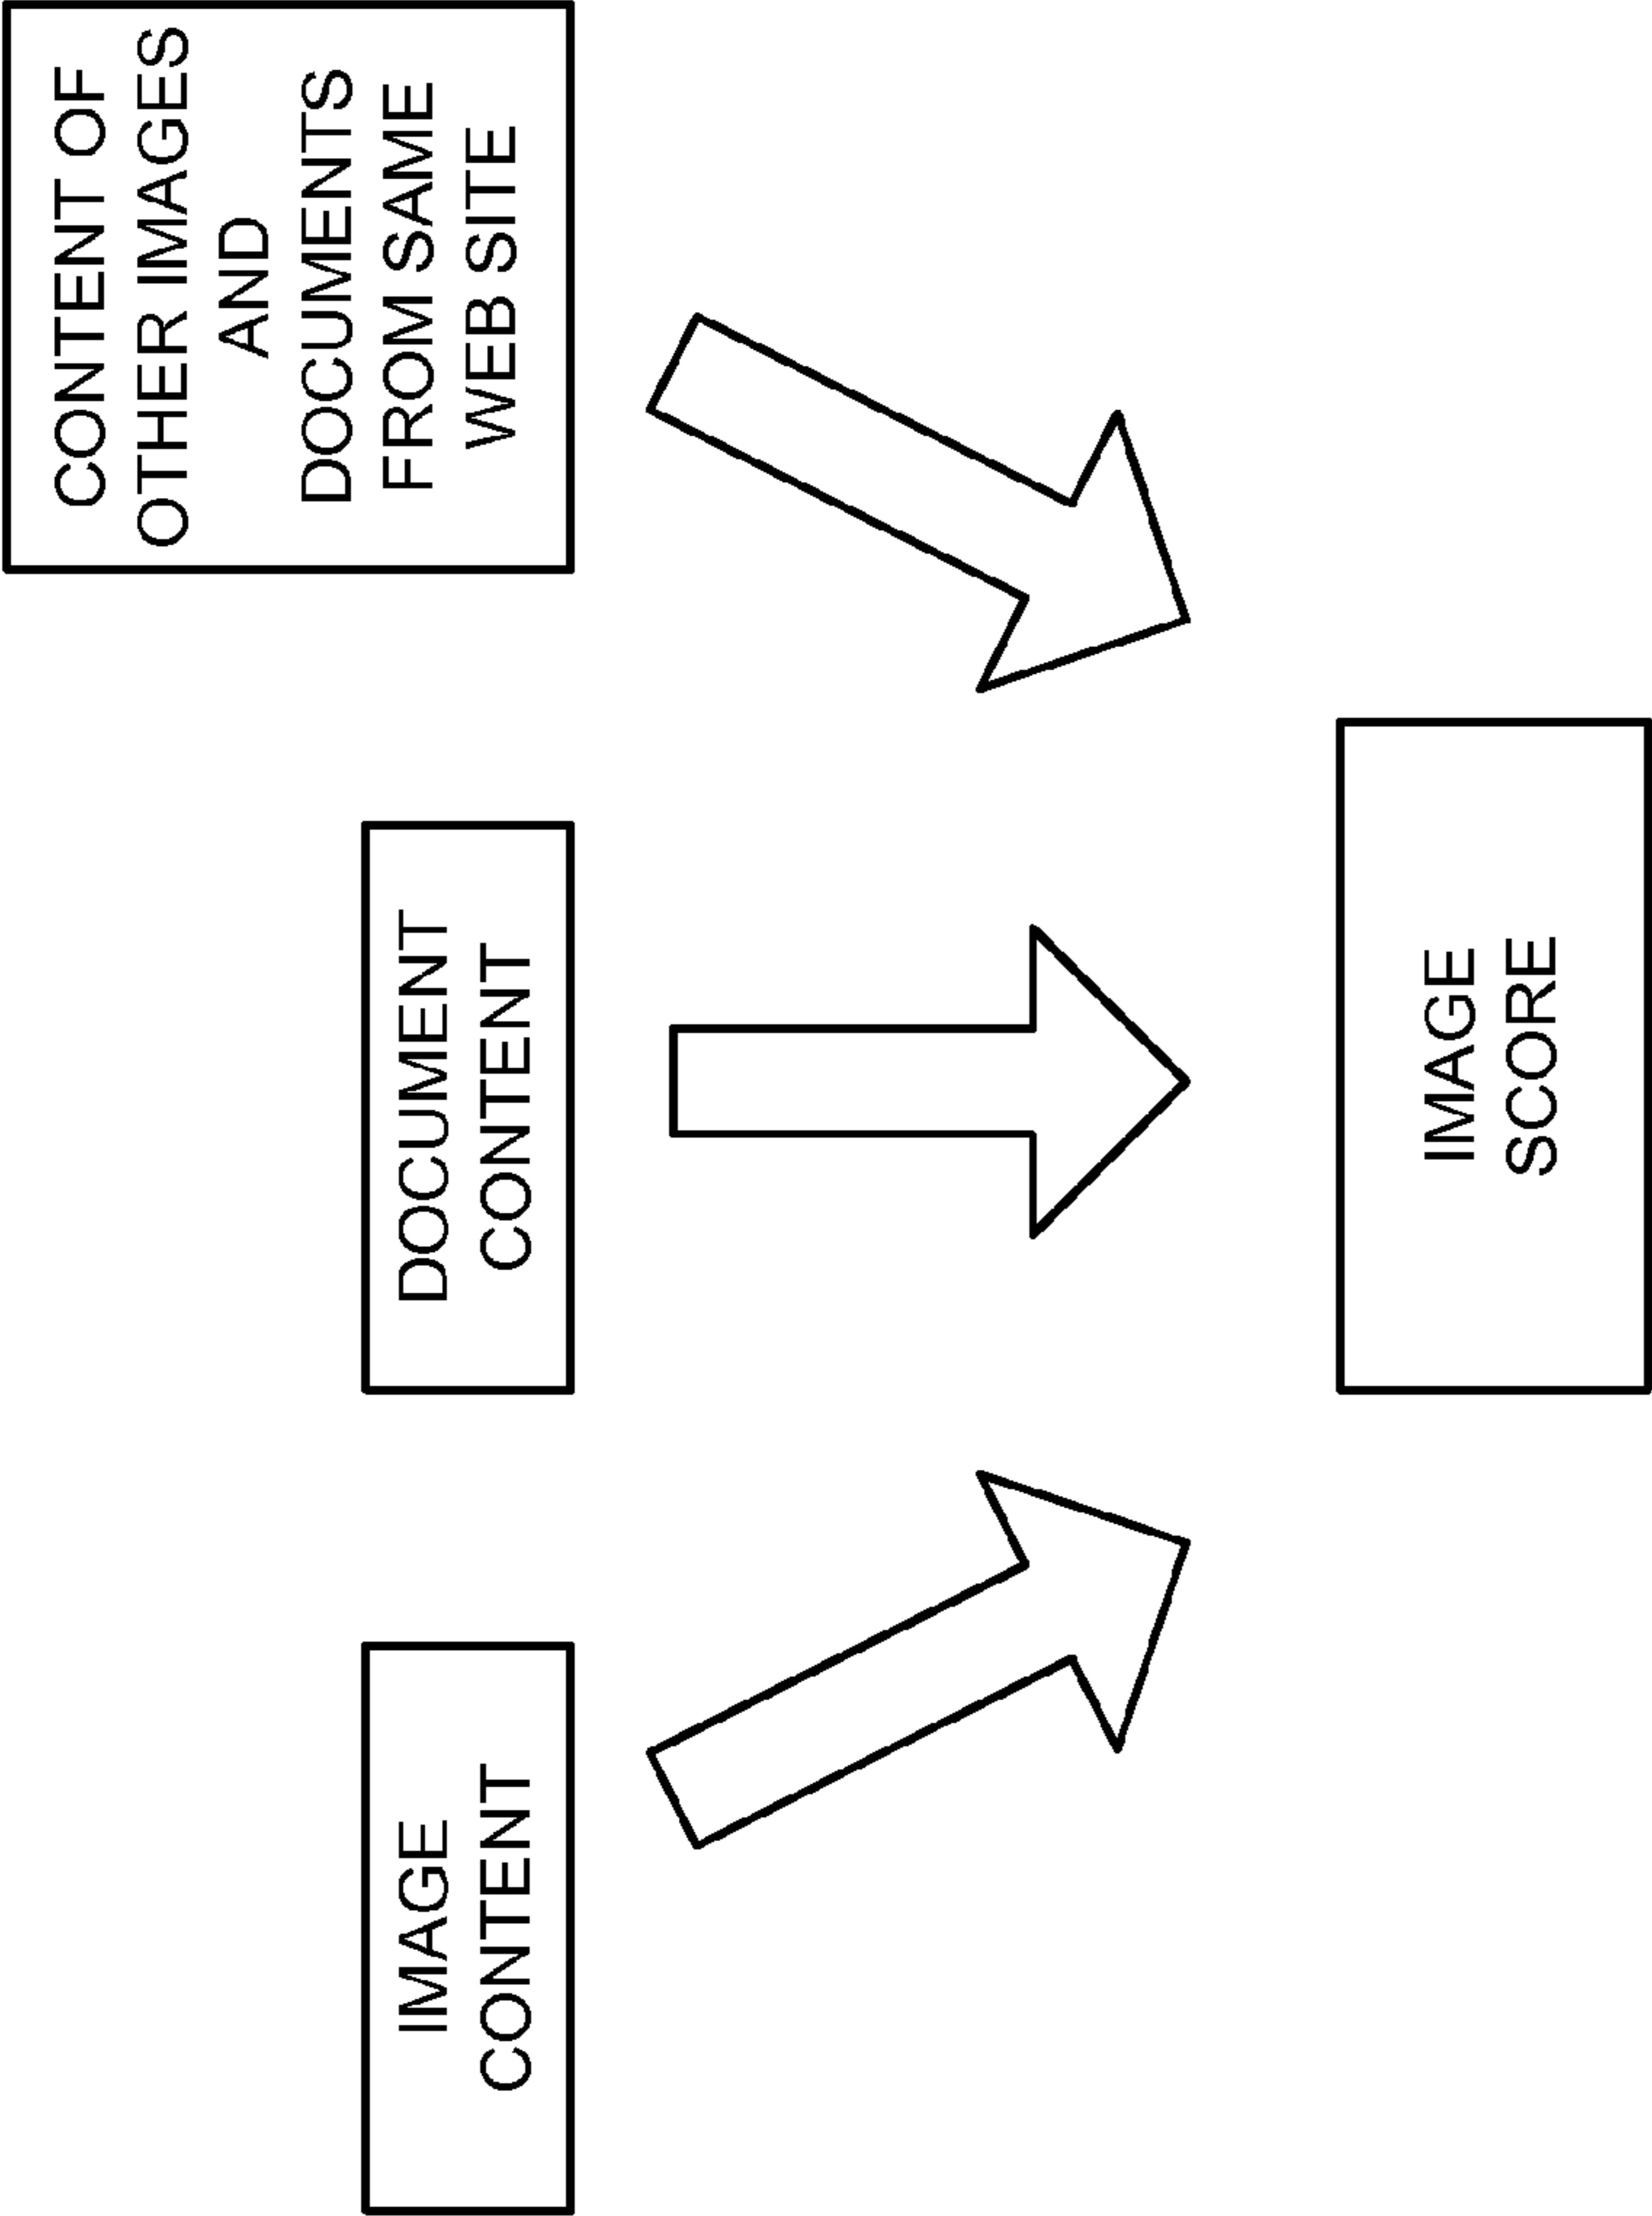 IMAGE
CONTENT
DOCUMENT
CONTENT
CONTENT OF
OTHER IMAGES
AND
DOCUMENTS
FROM SAME
WEB SITE
IMAGE
SCORE